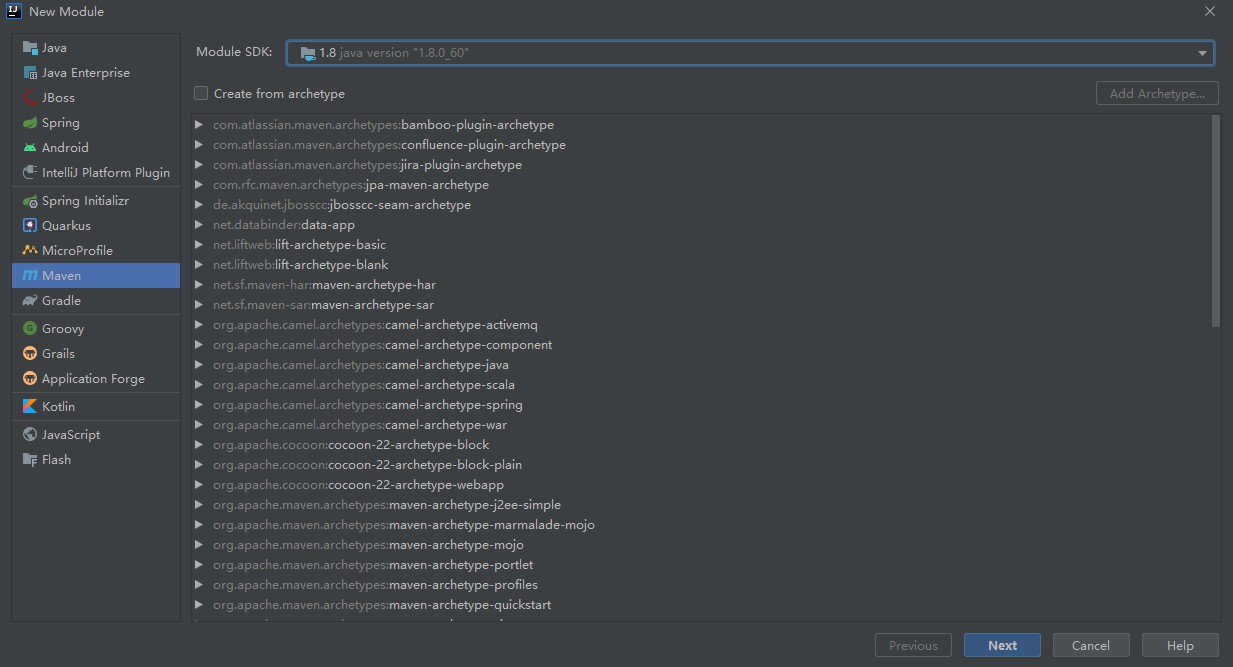 New Module
Java
Java Enterprise
JBoss
Spring
Android
IntelliJ Platform Plugin
Spring Initializr
Quarkus
MicroProfile
Maven
Gradle
Groovy
Grails
Application Forge
Kotlin
JavaScript
Flash
Module SDK: 1.8 java version "1.8.0_60"
Create from archetype Add Archetype...
com.atlassian.maven.archetypes:bamboo-plugin-archetype
com.atlassian.maven.archetypes:confluence-plugin-archetype
com.atlassian.maven.archetypes:jira-plugin-archetype
com.rfc.maven.archetypes:jpa-maven-archetype
de.akquinet.jbosscc:jbosscc-seam-archetype
net.databinder:data-app
net.liftweb:lift-archetype-basic
net.liftweb:lift-archetype-blank
net.sf.maven-har:maven-archetype-har
net.sf.maven-sar:maven-archetype-sar
org.apache.camel.archetypes:camel-archetype-activemq
org.apache.camel.archetypes:camel-archetype-component
org.apache.camel.archetypes:camel-archetype-java
org.apache.camel.archetypes:camel-archetype-scala
org.apache.camel.archetypes:camel-archetype-spring
org.apache.camel.archetypes:camel-archetype-war
org.apache.cocoon:cocoon-22-archetype-block
org.apache.cocoon:cocoon-22-archetype-block-plain
org.apache.cocoon:cocoon-22-archetype-webapp
org.apache.maven.archetypes:maven-archetype-j2ee-simple
org.apache.maven.archetypes:maven-archetype-marmalade-mojo
org.apache.maven.archetypes:maven-archetype-mojo
org.apache.maven.archetypes:maven-archetype-portlet
org.apache.maven.archetypes:maven-archetype-profiles
org.apache.maven.archetypes:maven-archetype-quickstart
Previous Next Cancel Help